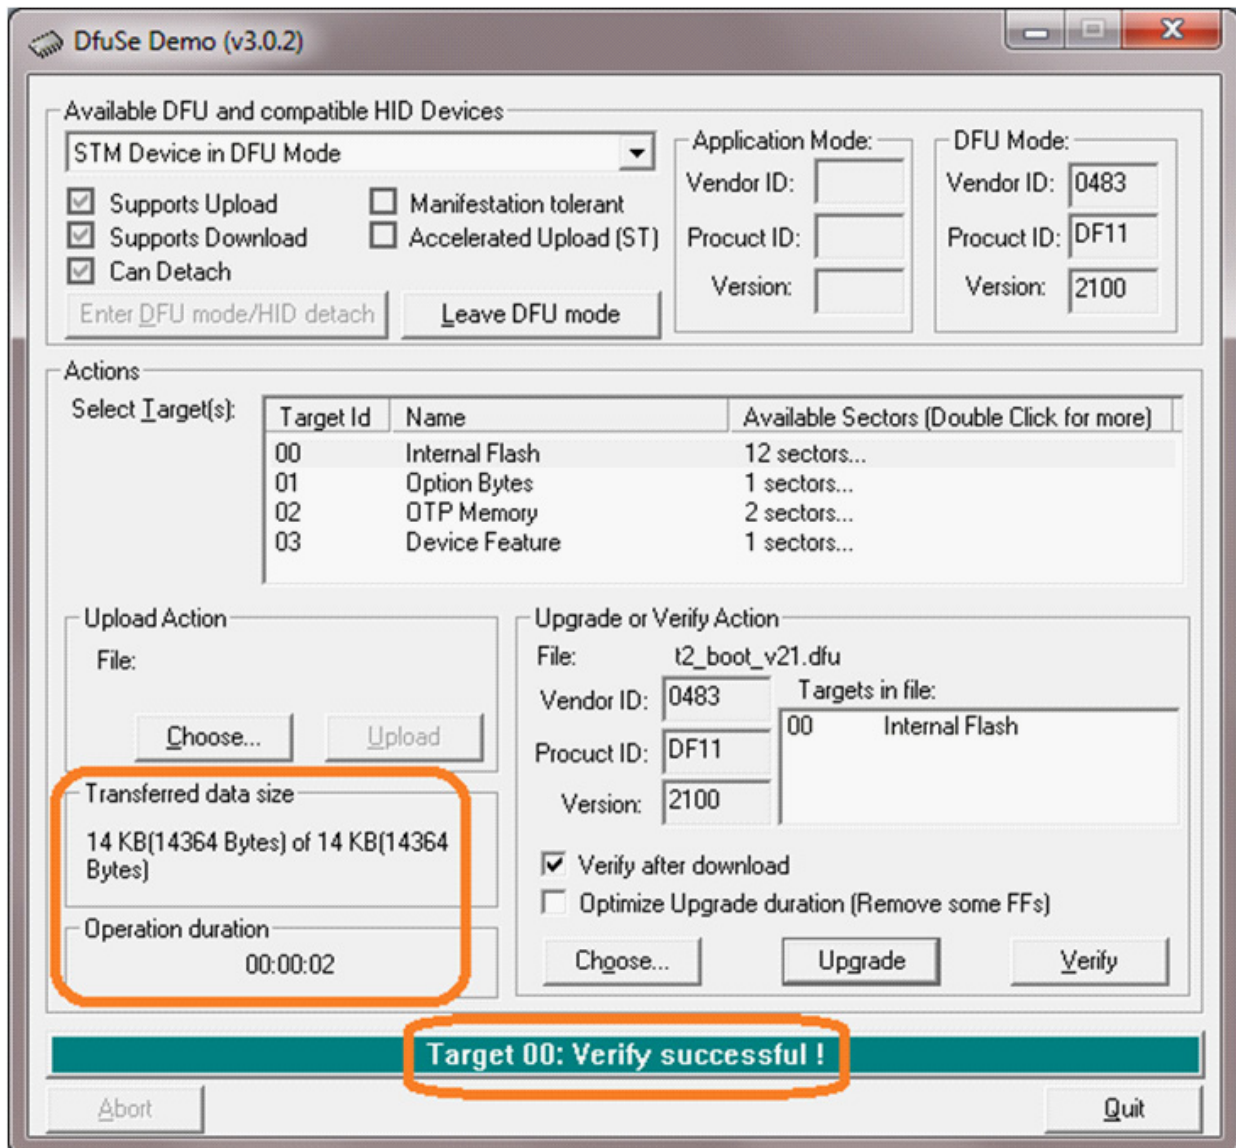 DfuSe Demo (v3.0.2)
Available DFU and compatible HID Devices
STM Device in DFU Mode
Supports Upload
Manifestation tolerant
Supports Download
Accelerated Upload (ST)
Can Detach
Enter DFU mode/HID detach
Leave DFU mode
Application Mode:
Vendor ID:
Procuct ID:
Version:
DFU Mode:
Vendor ID: 0483
Procuct ID: DF11
Version: 2100
Actions
Select Target(s):
Target Id Name Available Sectors (Double Click for more)
00 Internal Flash 12 sectors...
01 Option Bytes 1 sectors...
02 OTP Memory 2 sectors...
03 Device Feature 1 sectors...
Upload Action
File:
Choose...
Upload
Transferred data size
14 KB(14364 Bytes) of 14 KB(14364
Bytes)
Operation duration
00:00:02
Upgrade or Verify Action
File: t2_boot_v21.dfu
Vendor ID: 0483
Procuct ID: DF11
Version: 2100
Targets in file:
00 Internal Flash
Verify after download
Optimize Upgrade duration (Remove some FFs)
Choose...
Upgrade
Verify
Target 00: Verify successful !
Abort
Quit